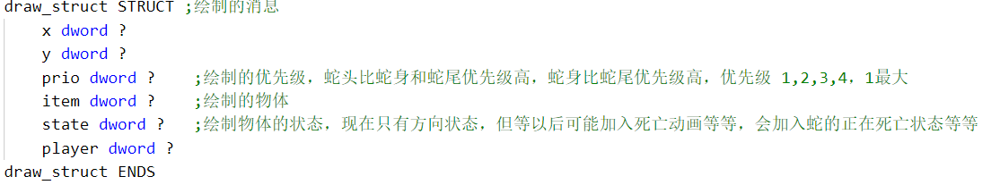 draw_struct STRUCT ;绘制的消息
x dword ?
y dword ?
prio dword ? ;绘制的优先级，蛇头比蛇身和蛇尾优先级高，蛇身比蛇尾优先级高，优先级 1,2,3,4，1最大
item dword ? ;绘制的物体
state dword ? ;绘制物体的状态，现在只有方向状态，但等以后可能加入死亡动画等等，会加入蛇的正在死亡状态等等
player dword ?
draw_struct ENDS